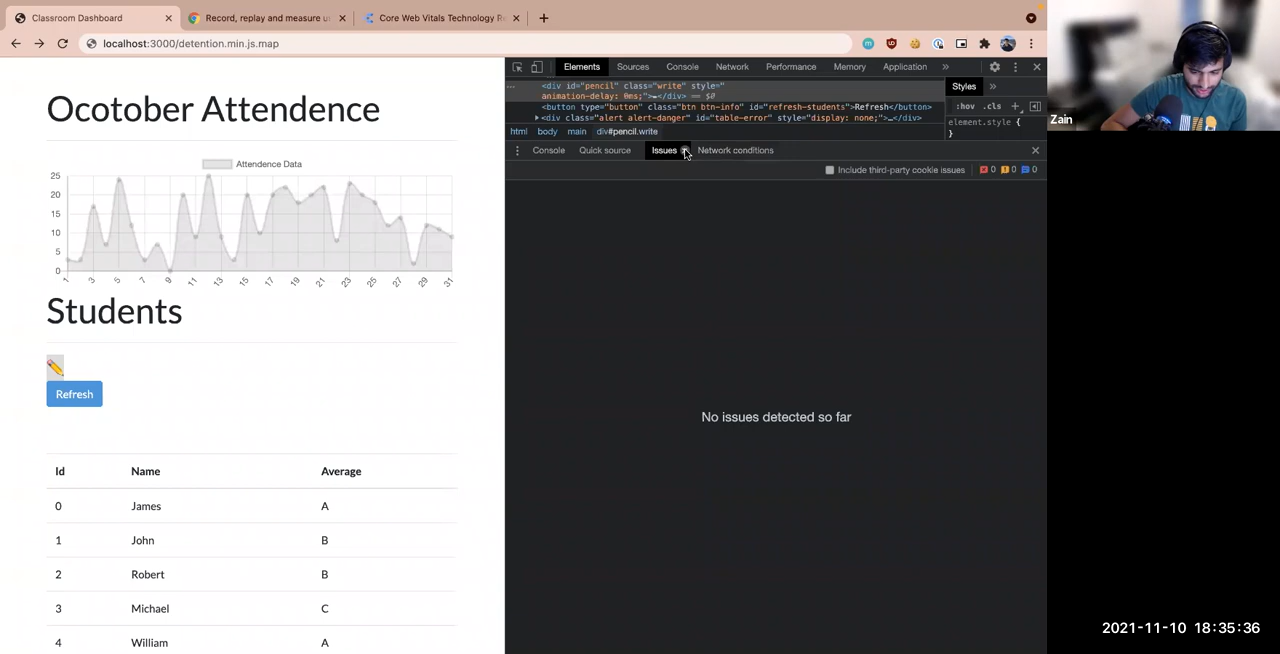 Classroom Dashboard
Record, replay and measure u
Core Web Vitals Technology R
localhost:3000/detention.min.js.map
Ocotober Attendence
Attendence Data
25
20
15
10
5
0
1 3 5 7 9 11 13 15 17 19 21 23 25 27 29 31
Students
Refresh
Id Name Average
0 James A
1 John B
2 Robert B
3 Michael C
4 William A
Elements Sources Console Network Performance Memory Application »
<div id="pencil" class="write" style="
animation-delay: 0ms;">…</div> == $0
<button type="button" class="btn btn-info" id="refresh-students">Refresh</button>
<div class="alert alert-danger" id="table-error" style="display: none;">…</div>
html body main div#pencil.write
Styles »
:hov .cls +
element.style {
}
Console Quick source Issues Network conditions
Include third-party cookie issues 0 0 0
No issues detected so far
Zain
2021-11-10 18:35:36